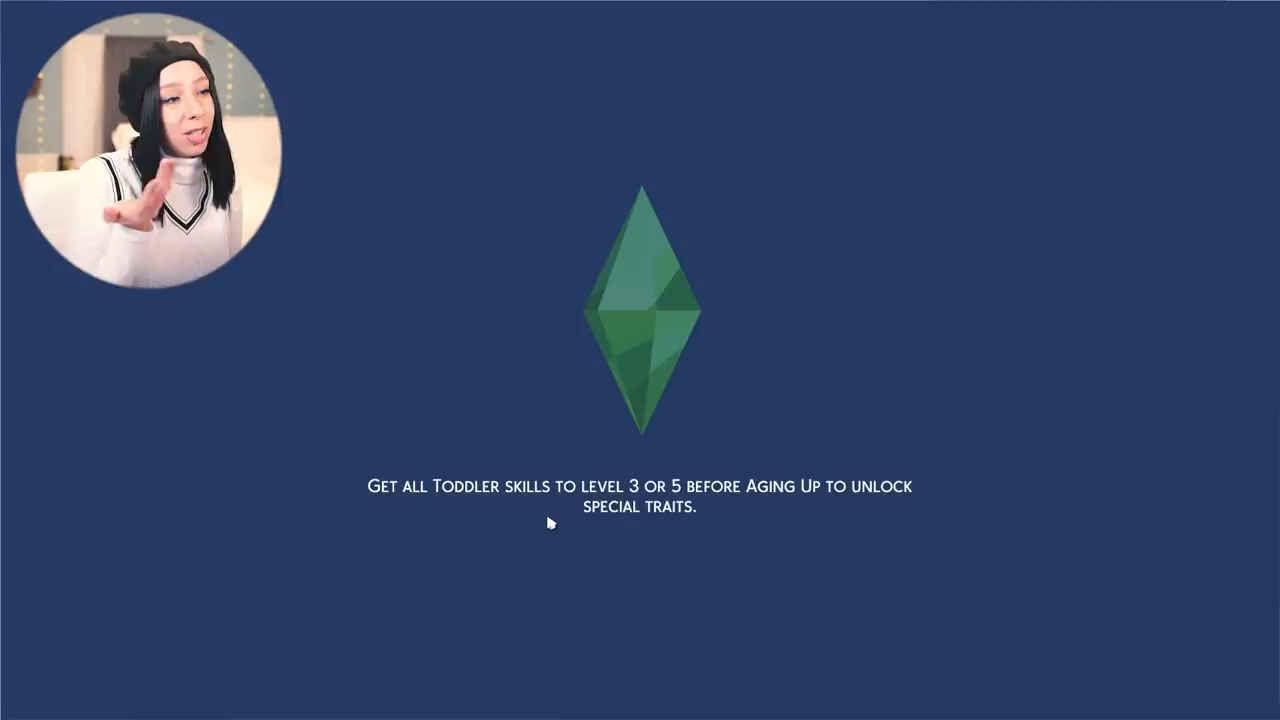 Get all Toddler skills to level 3 or 5 before Aging Up to unlock
special traits.